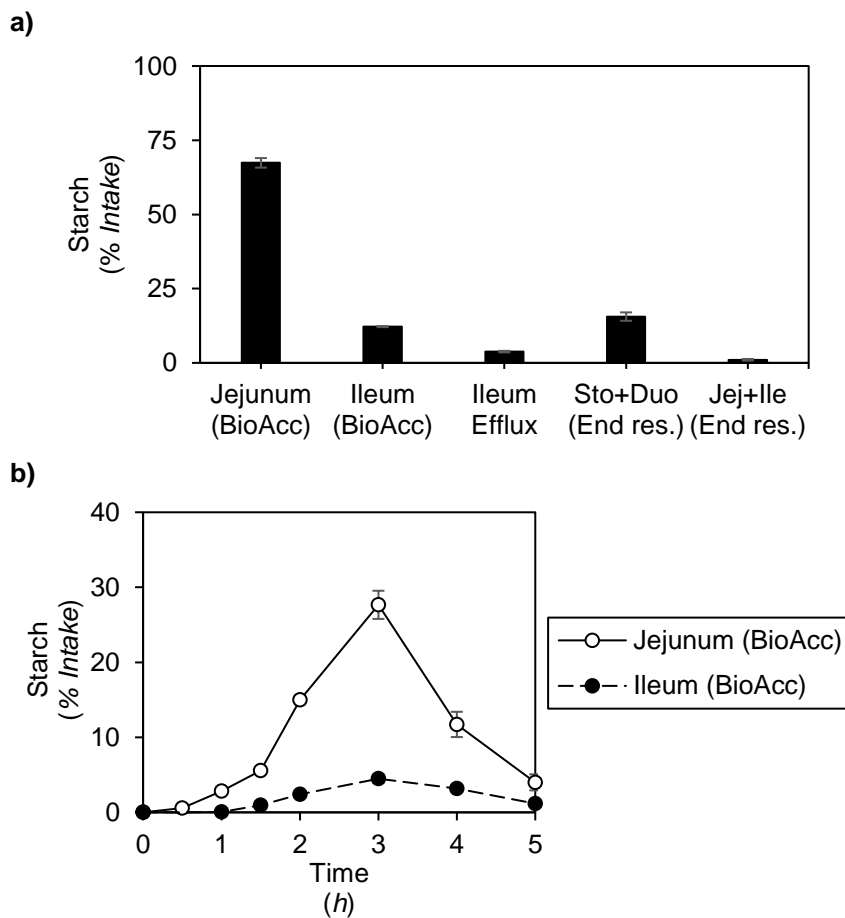 a)
100
75
50
25
0
Starch
(% Intake)
Jejunum
(BioAcc)
Ileum
(BioAcc)
Ileum
Efflux
Sto+Duo
(End res.)
Jej+Ile
(End res.)
b)
40
30
20
10
0
Starch
(% Intake)
0 1 2 3 4 5
Time
(h)
Jejunum (BioAcc)
Ileum (BioAcc)